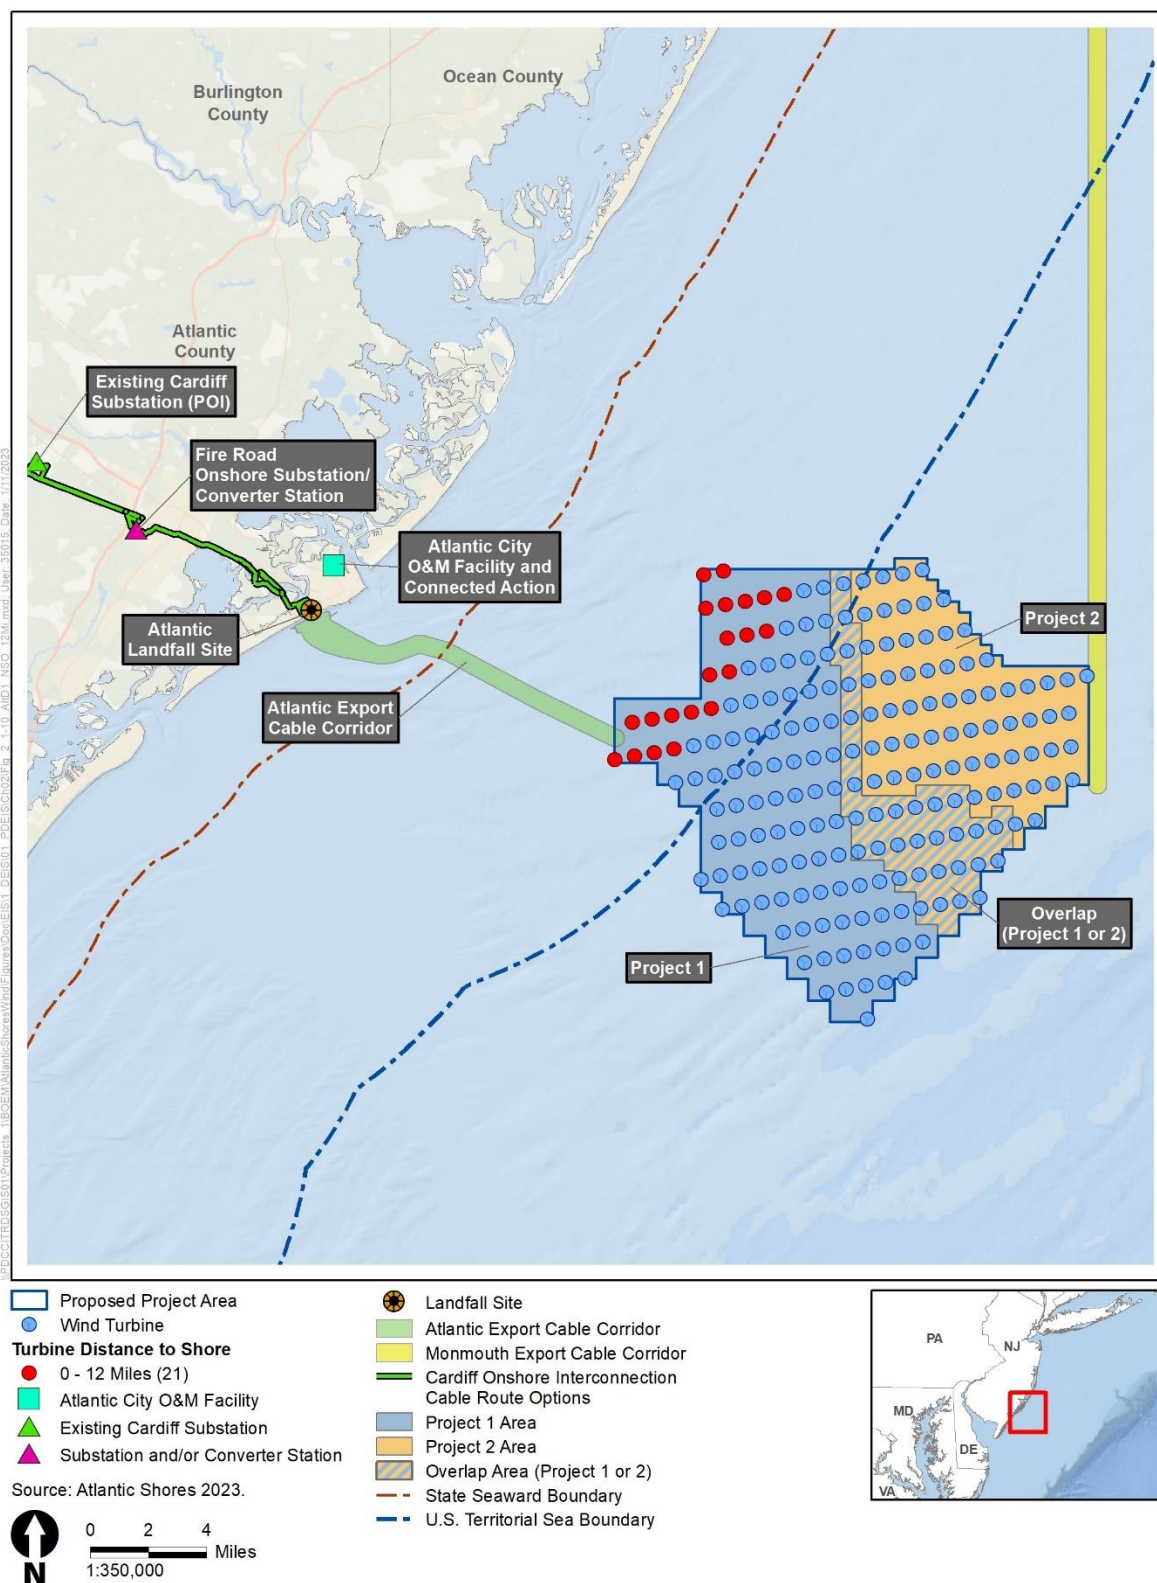 Ocean County
Burlington
County
Atlantic
County
Existing Cardiff
Substation (POI)
Fire Road
Onshore Substation/
Converter Station
Atlantic City
O&M Facility and
Connected Action
Atlantic
Landfall Site
Atlantic Export
Cable Corridor
Project 2
Overlap
(Project 1 or 2)
Project 1
Proposed Project Area
Wind Turbine
Turbine Distance to Shore
0 - 12 Miles (21)
Atlantic City O&M Facility
Existing Cardiff Substation
Substation and/or Converter Station
Source: Atlantic Shores 2023.
N
0 2 4
Miles
1:350,000
Landfall Site
Atlantic Export Cable Corridor
Monmouth Export Cable Corridor
Cardiff Onshore Interconnection
Cable Route Options
Project 1 Area
Project 2 Area
Overlap Area (Project 1 or 2)
State Seaward Boundary
U.S. Territorial Sea Boundary
PA
NJ
MD
DE
VA